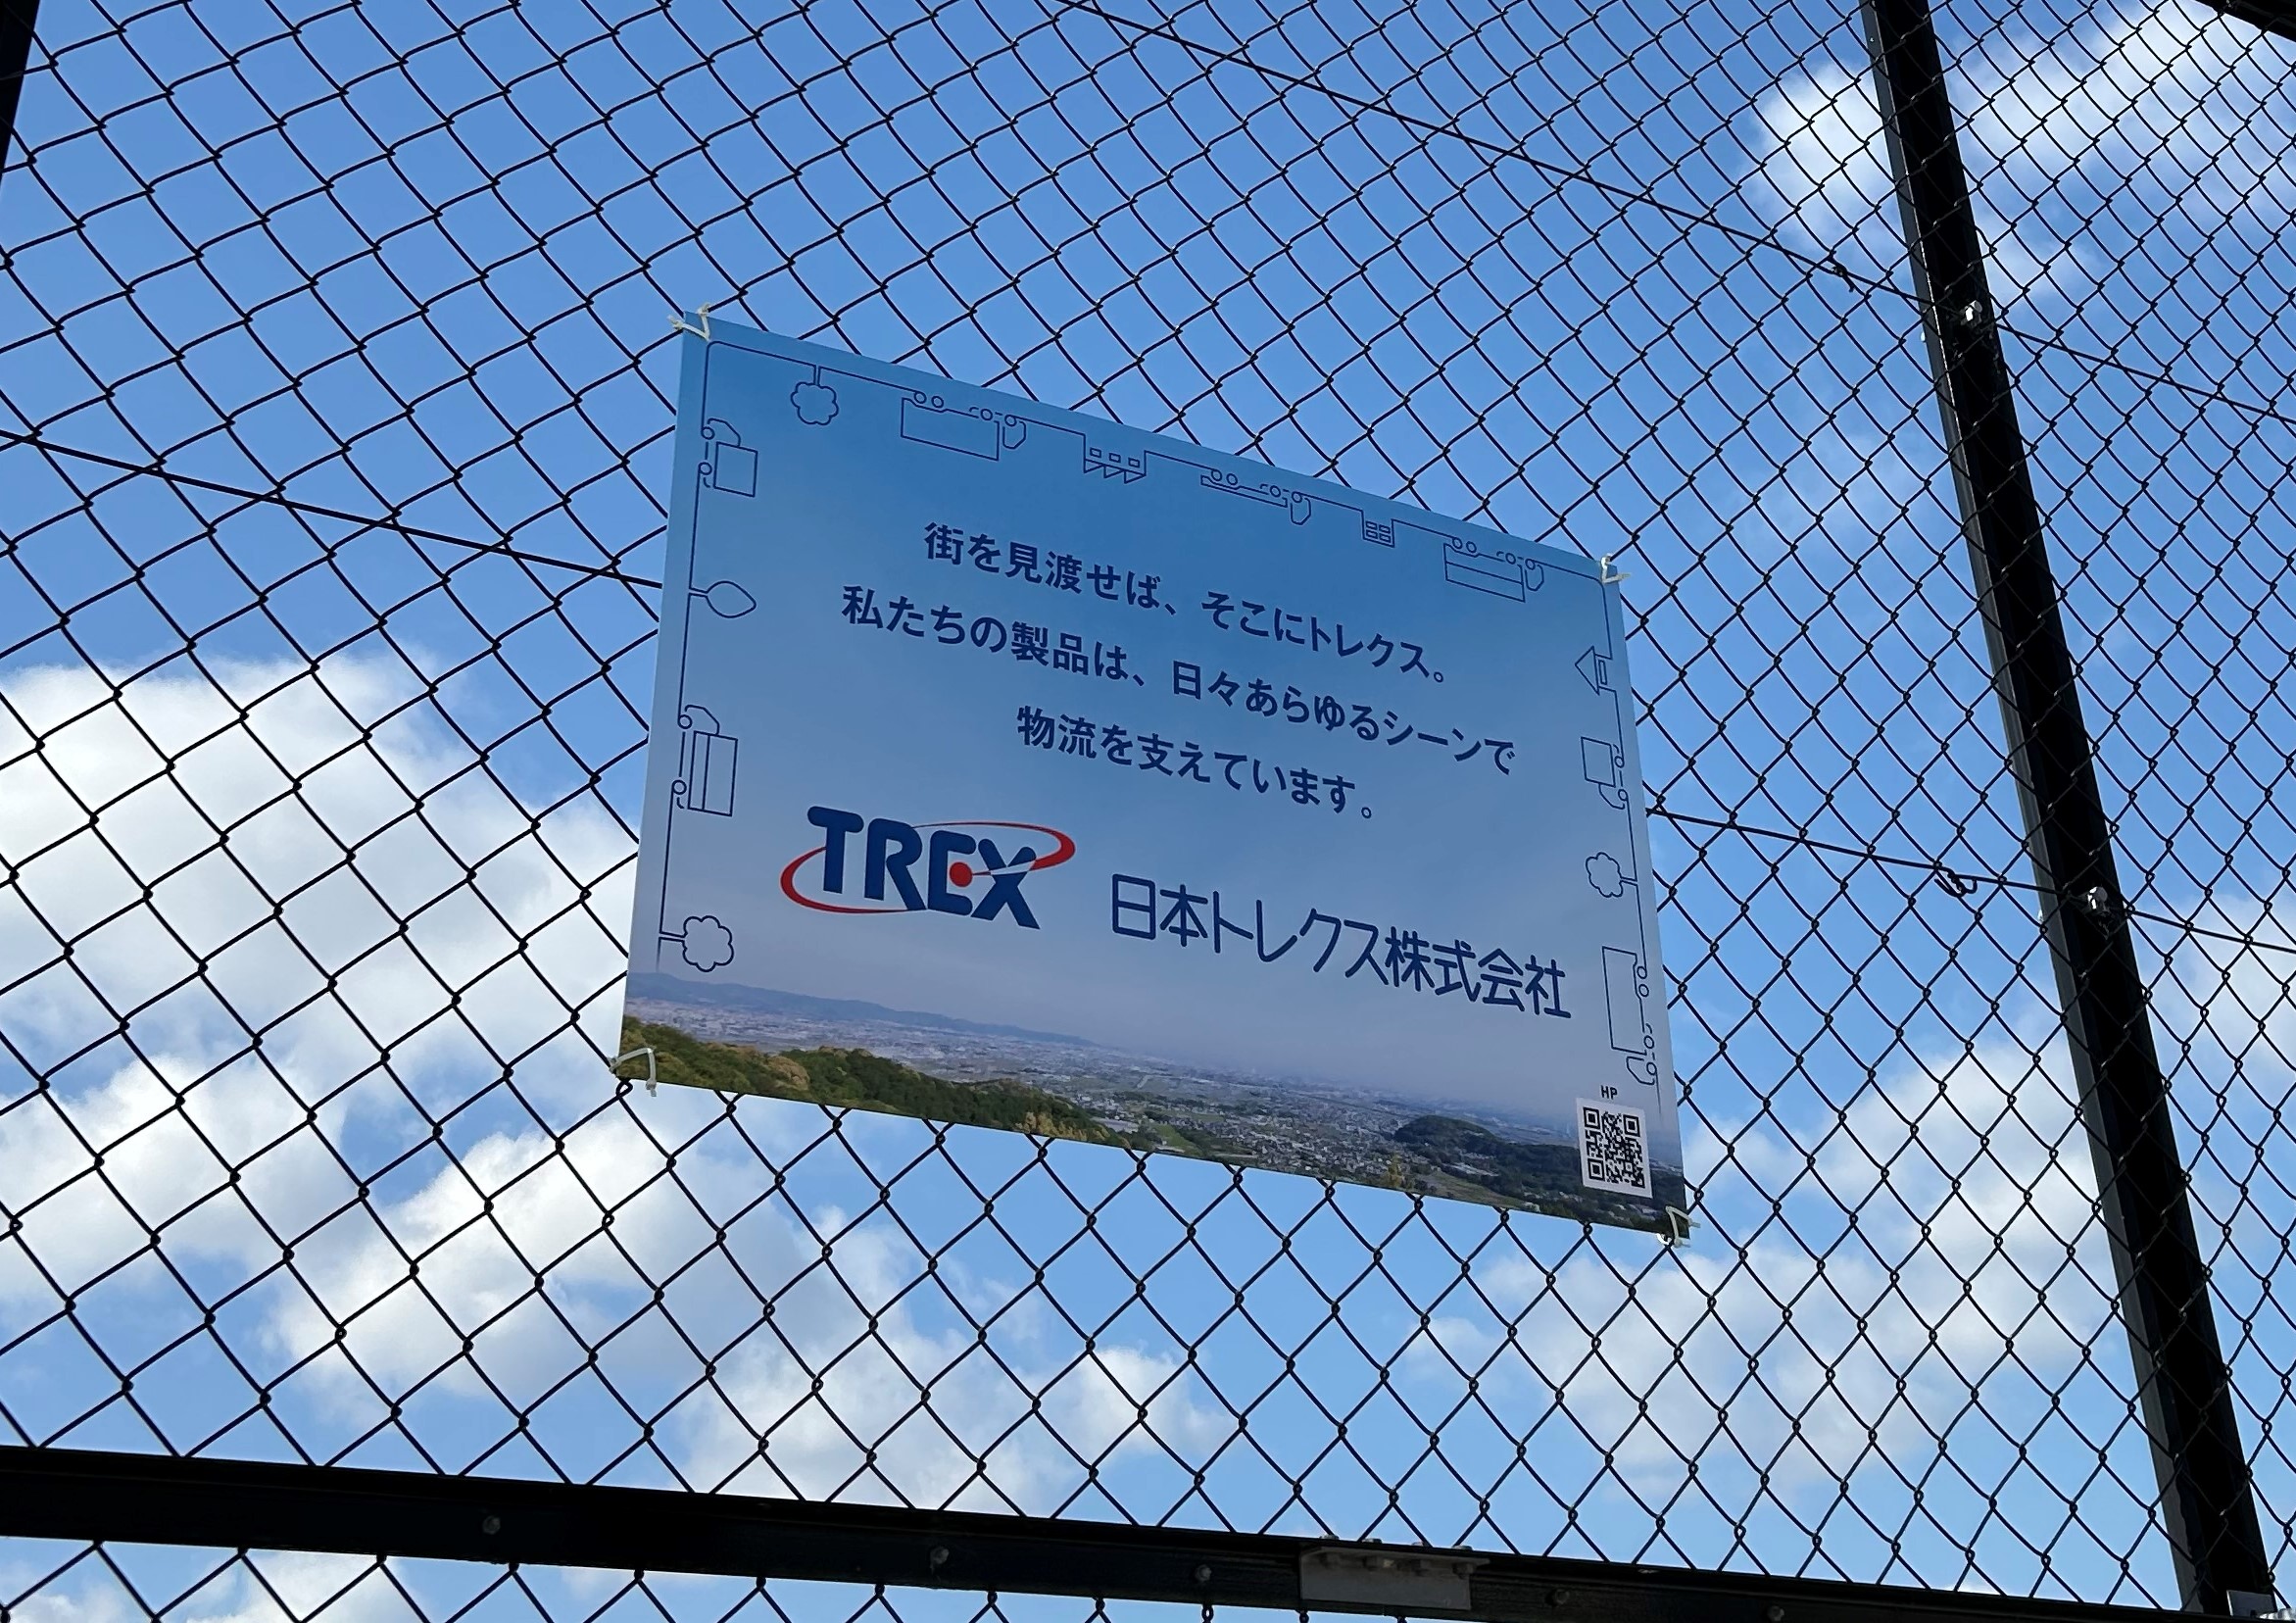 街を見渡せば、そこにトレクス。
私たちの製品は、日々あらゆるシーンで
物流を支えています。
TREX 日本トレクス株式会社
HP